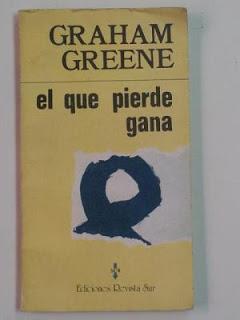 GRAHAM
GREENE
el que pierde
gana
Ediciones Revista Sur